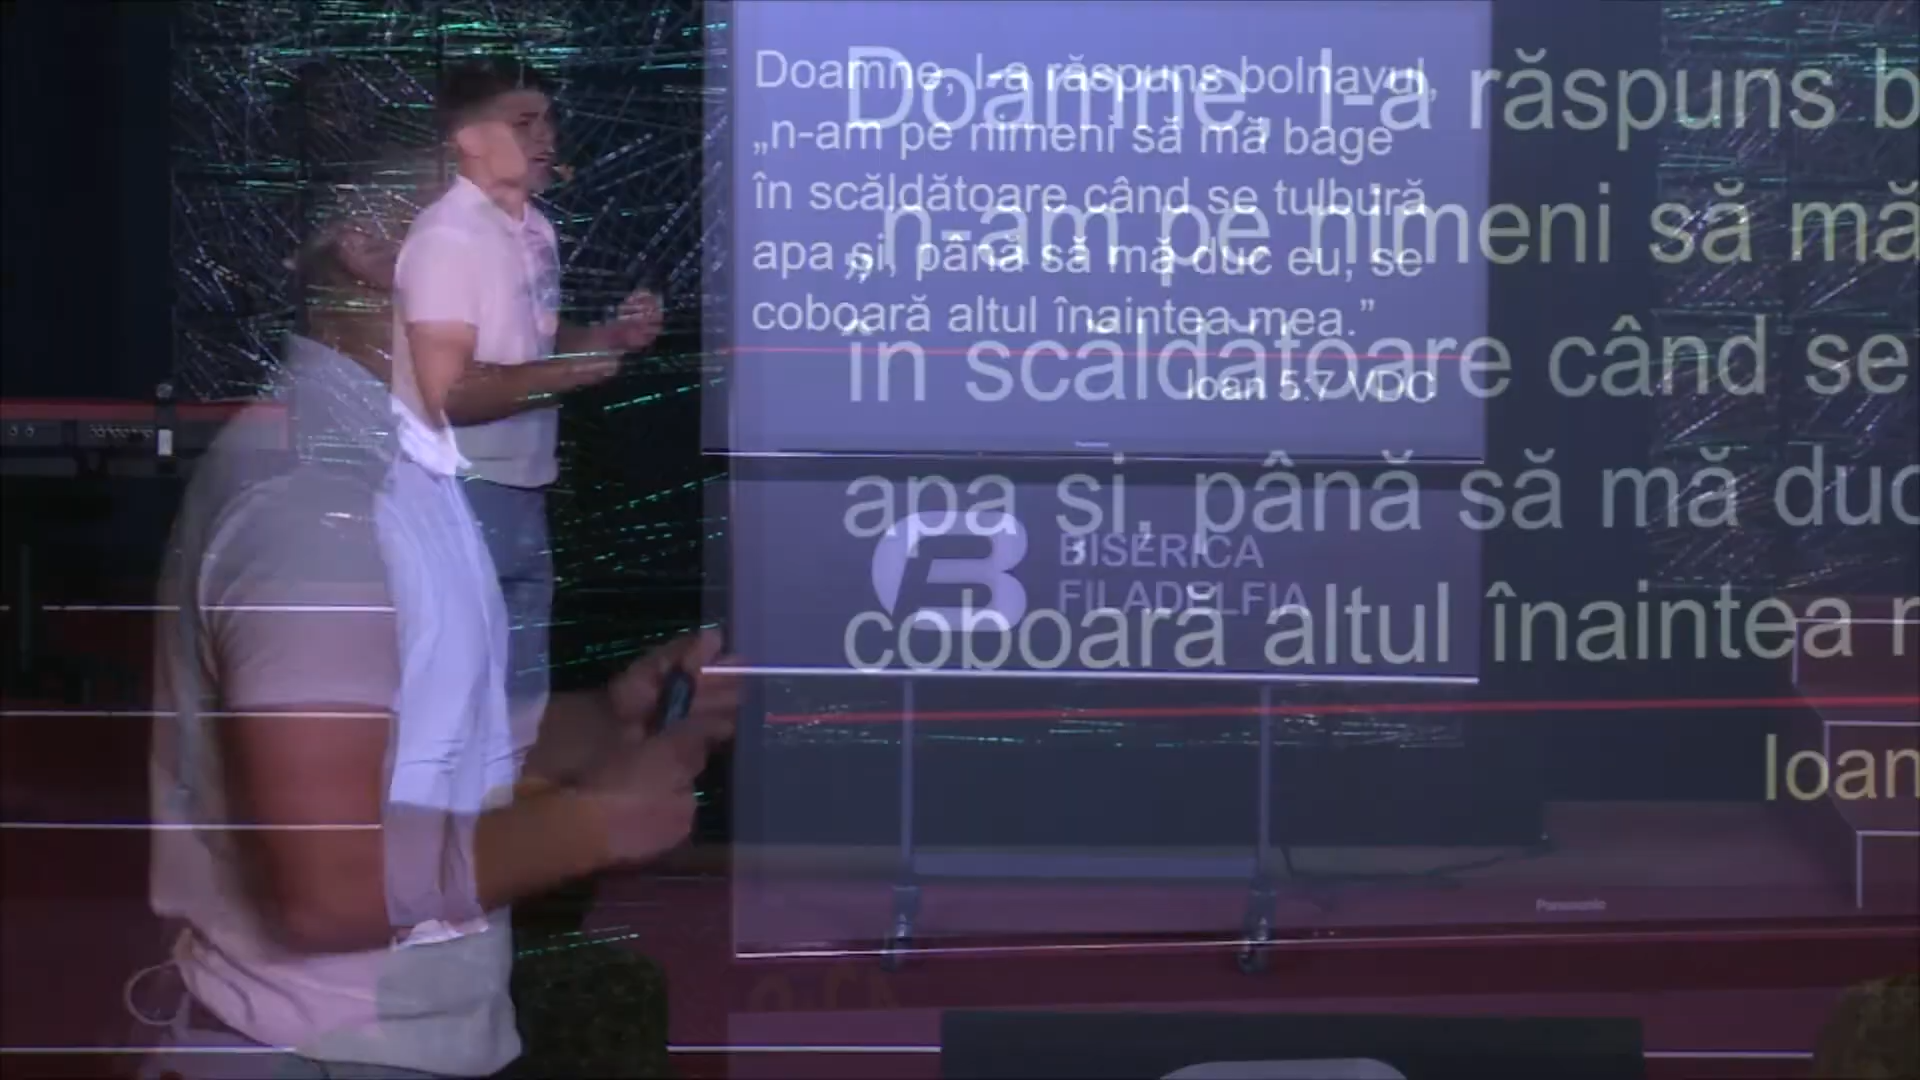 Doamne, I-a răspuns bolnavul,
„n-am pe nimeni să mă bage
în scăldătoare când se tulbură
apa și, până să mă duc eu, se
coboară altul înaintea mea.”
Ioan 5:7 VDC
BISERICA
FILADELFIA
Doamne, I-a răspuns b
„n-am pe nimeni să mă
în scăldătoare când se
apa și, până să mă duc
coboară altul înaintea
Ioan
Panasonic